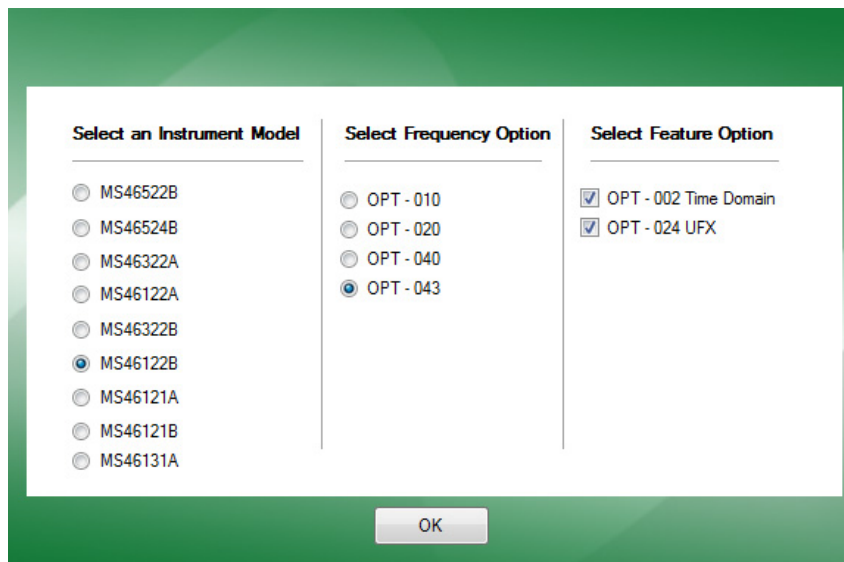 Select an Instrument Model
MS46522B
MS46524B
MS46322A
MS46122A
MS46322B
MS46122B
MS46121A
MS46121B
MS46131A
Select Frequency Option
OPT - 010
OPT - 020
OPT - 040
OPT - 043
Select Feature Option
OPT - 002 Time Domain
OPT - 024 UFX
OK